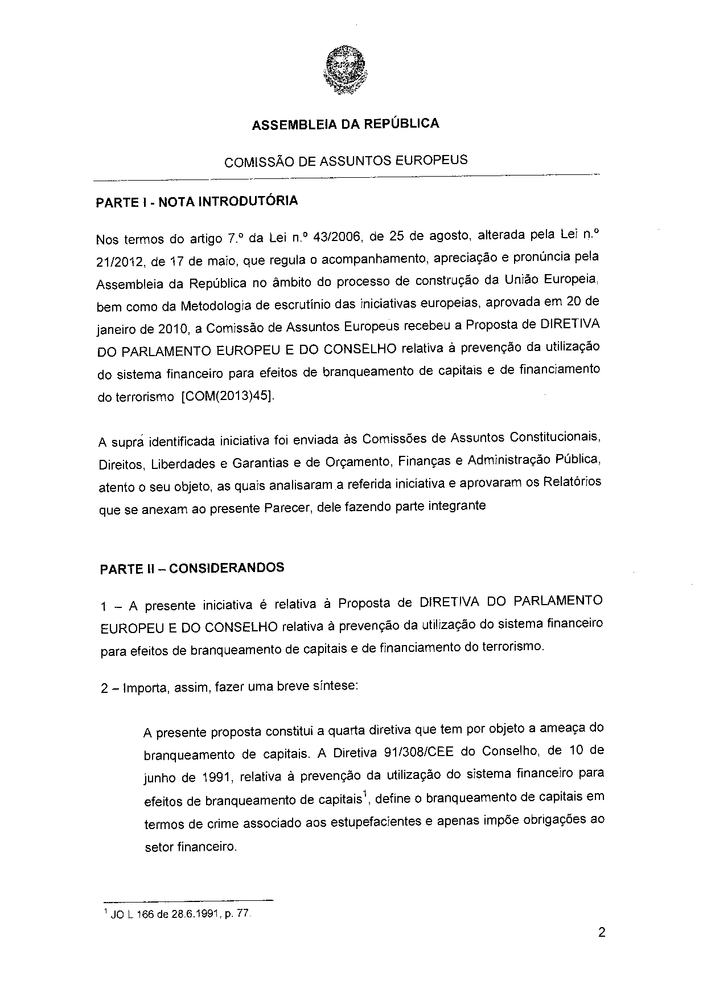 ASSEMBLEIA DA REPÚBLICA
COMISSÃO DE ASSUNTOS EUROPEUS
PARTE I - NOTA INTRODUTÓRIA
Nos termos do artigo 7.º da Lei n.º 43/2006, de 25 de agosto, alterada pela Lei n.º
21/2012, de 17 de maio, que regula o acompanhamento, apreciação e pronúncia pela
Assembleia da República no âmbito do processo de construção da União Europeia,
bem como da Metodologia de escrutínio das iniciativas europeias, aprovada em 20 de
janeiro de 2010, a Comissão de Assuntos Europeus recebeu a Proposta de DIRETIVA
DO PARLAMENTO EUROPEU E DO CONSELHO relativa à prevenção da utilização
do sistema financeiro para efeitos de branqueamento de capitais e de financiamento
do terrorismo [COM(2013)45].
A supra identificada iniciativa foi enviada às Comissões de Assuntos Constitucionais,
Direitos, Liberdades e Garantias e de Orçamento, Finanças e Administração Pública,
atento o seu objeto, as quais analisaram a referida iniciativa e aprovaram os Relatórios
que se anexam ao presente Parecer, dele fazendo parte integrante
PARTE II – CONSIDERANDOS
1 – A presente iniciativa é relativa à Proposta de DIRETIVA DO PARLAMENTO
EUROPEU E DO CONSELHO relativa à prevenção da utilização do sistema financeiro
para efeitos de branqueamento de capitais e de financiamento do terrorismo.
2 – Importa, assim, fazer uma breve síntese:
A presente proposta constitui a quarta diretiva que tem por objeto a ameaça do
branqueamento de capitais. A Diretiva 91/308/CEE do Conselho, de 10 de
junho de 1991, relativa à prevenção da utilização do sistema financeiro para
efeitos de branqueamento de capitais¹, define o branqueamento de capitais em
termos de crime associado aos estupefacientes e apenas impõe obrigações ao
setor financeiro.
¹ JO L 166 de 28.6.1991, p. 77.
2